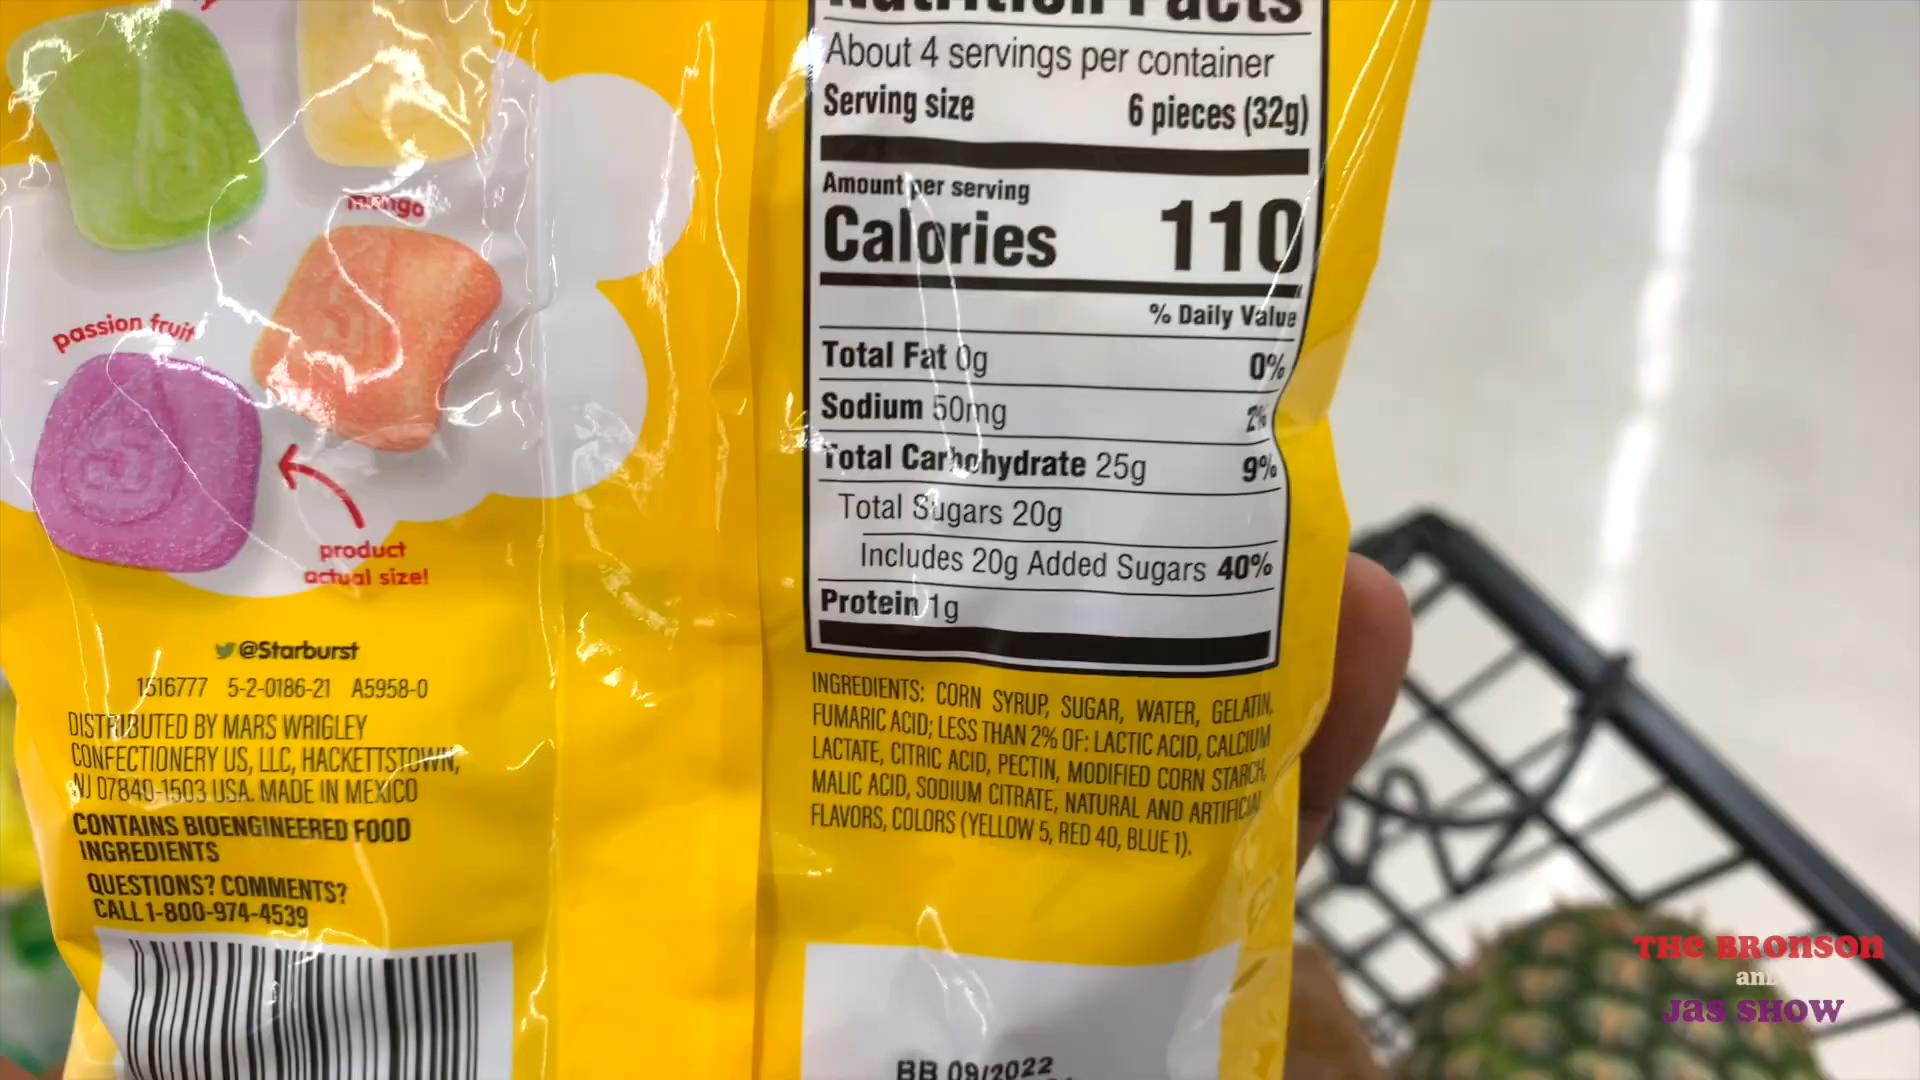 Nutrition Facts
About 4 servings per container
Serving size 6 pieces (32g)
Amount per serving
Calories 110
% Daily Value
Total Fat 0g 0%
Sodium 50mg 2%
Total Carbohydrate 25g 9%
Total Sugars 20g
Includes 20g Added Sugars 40%
Protein 1g
INGREDIENTS: CORN SYRUP, SUGAR, WATER, GELATIN,
FUMARIC ACID; LESS THAN 2% OF: LACTIC ACID, CALCIUM
LACTATE, CITRIC ACID, PECTIN, MODIFIED CORN STARCH,
MALIC ACID, SODIUM CITRATE, NATURAL AND ARTIFICIAL
FLAVORS, COLORS (YELLOW 5, RED 40, BLUE 1).
BB 09/2022
mango
passion fruit
product
actual size!
@Starburst
1516777 5-2-0186-21 A5958-0
DISTRIBUTED BY MARS WRIGLEY
CONFECTIONERY US, LLC, HACKETTSTOWN,
NJ 07840-1503 USA. MADE IN MEXICO
CONTAINS BIOENGINEERED FOOD
INGREDIENTS
QUESTIONS? COMMENTS?
CALL 1-800-974-4539
THE BRONSON
AND
JAS SHOW